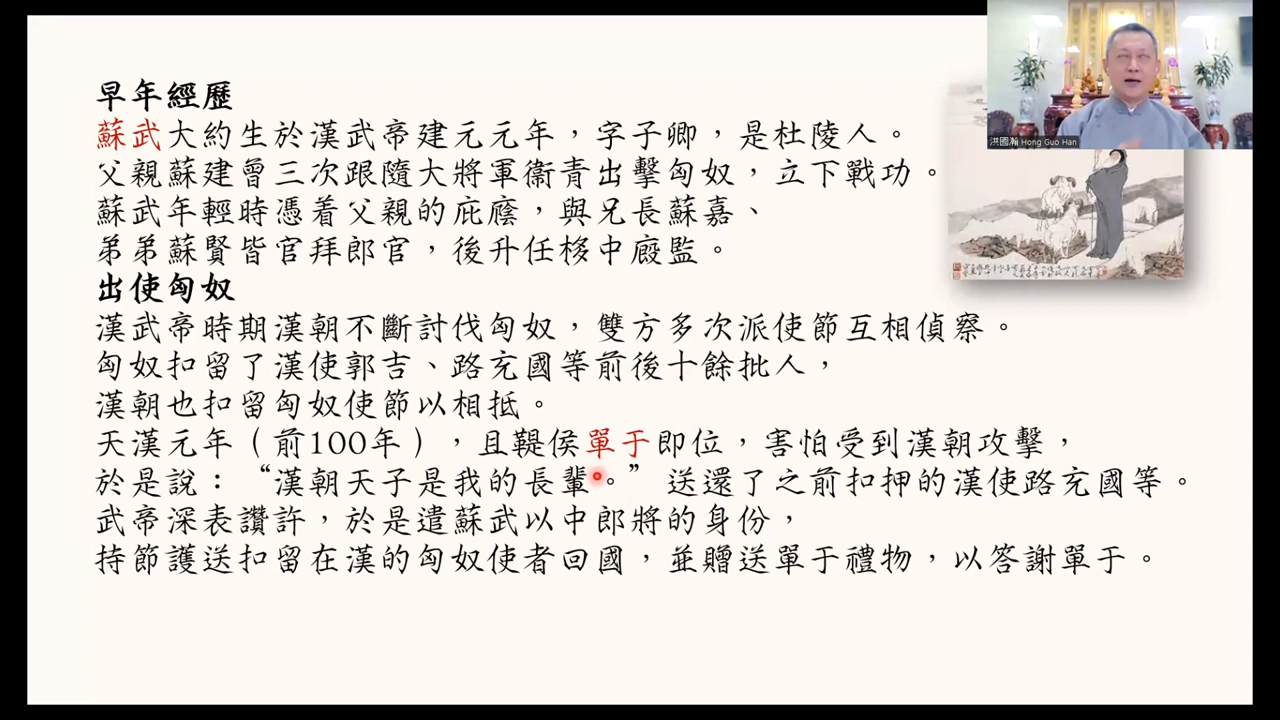 早年經歷
蘇武大約生於漢武帝建元元年，字子卿，是杜陵人。
父親蘇建曾三次跟隨大將軍衛青出擊匈奴，立下戰功。
蘇武年輕時憑着父親的庇廕，與兄長蘇嘉、
弟弟蘇賢皆官拜郎官，後升任栘中廄監。
出使匈奴
漢武帝時期漢朝不斷討伐匈奴，雙方多次派使節互相偵察。
匈奴扣留了漢使郭吉、路充國等前後十餘批人，
漢朝也扣留匈奴使節以相抵。
天漢元年（前100年），且鞮侯單于即位，害怕受到漢朝攻擊，
於是說：“漢朝天子是我的長輩。”送還了之前扣押的漢使路充國等。
武帝深表讚許，於是遣蘇武以中郎將的身份，
持節護送扣留在漢的匈奴使者回國，並贈送單于禮物，以答謝單于。
洪國瀚 Hong Guo Han